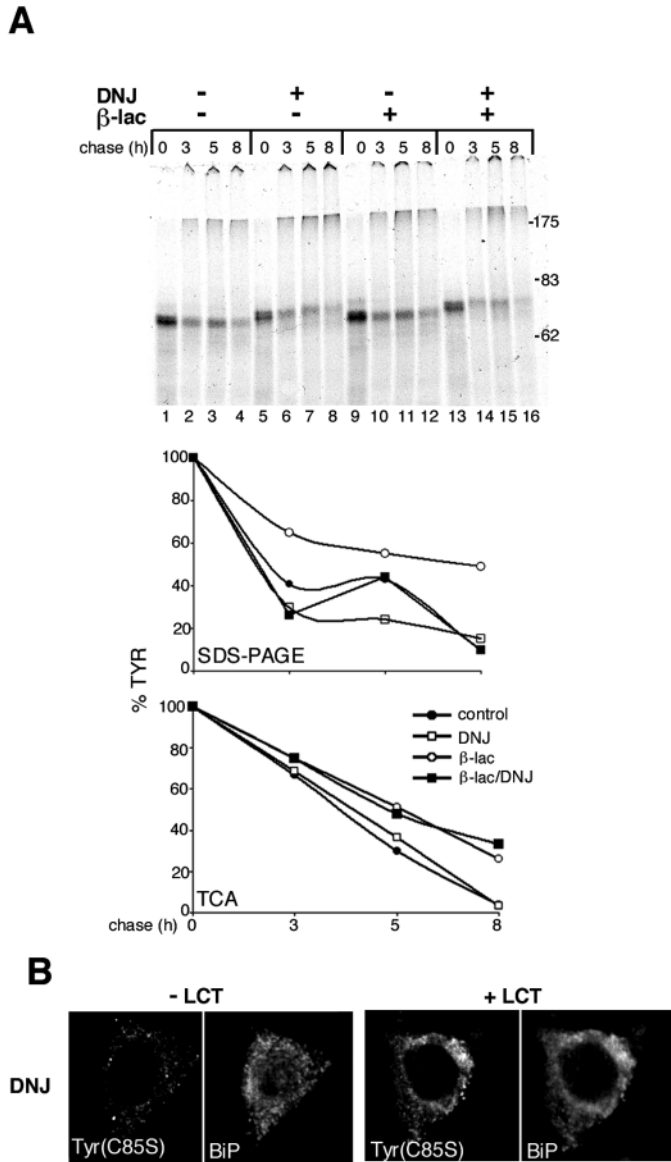 A
DNJ - + - +
β-lac - - + +
chase (h) 0 3 5 8 0 3 5 8 0 3 5 8 0 3 5 8
-175
-83
-62
1 2 3 4 5 6 7 8 9 10 11 12 13 14 15 16
100
80
60
40
20
0
SDS-PAGE
% TYR
100
80
60
40
20
0
control
DNJ
β-lac
β-lac/DNJ
TCA
chase (h) 0 3 5 8
B
- LCT + LCT
DNJ
Tyr(C85S) BiP Tyr(C85S) BiP